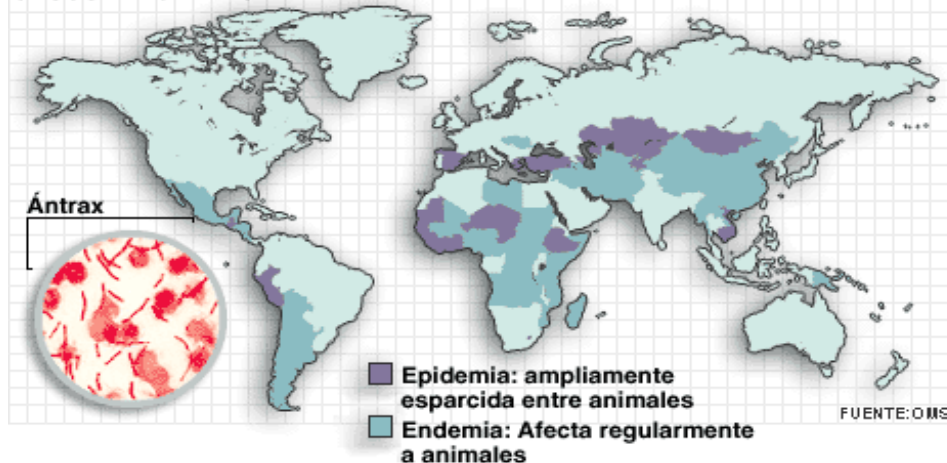 Ántrax
Epidemia: ampliamente
esparcida entre animales
FUENTE:OMS
Endemia: Afecta regularmente
a animales